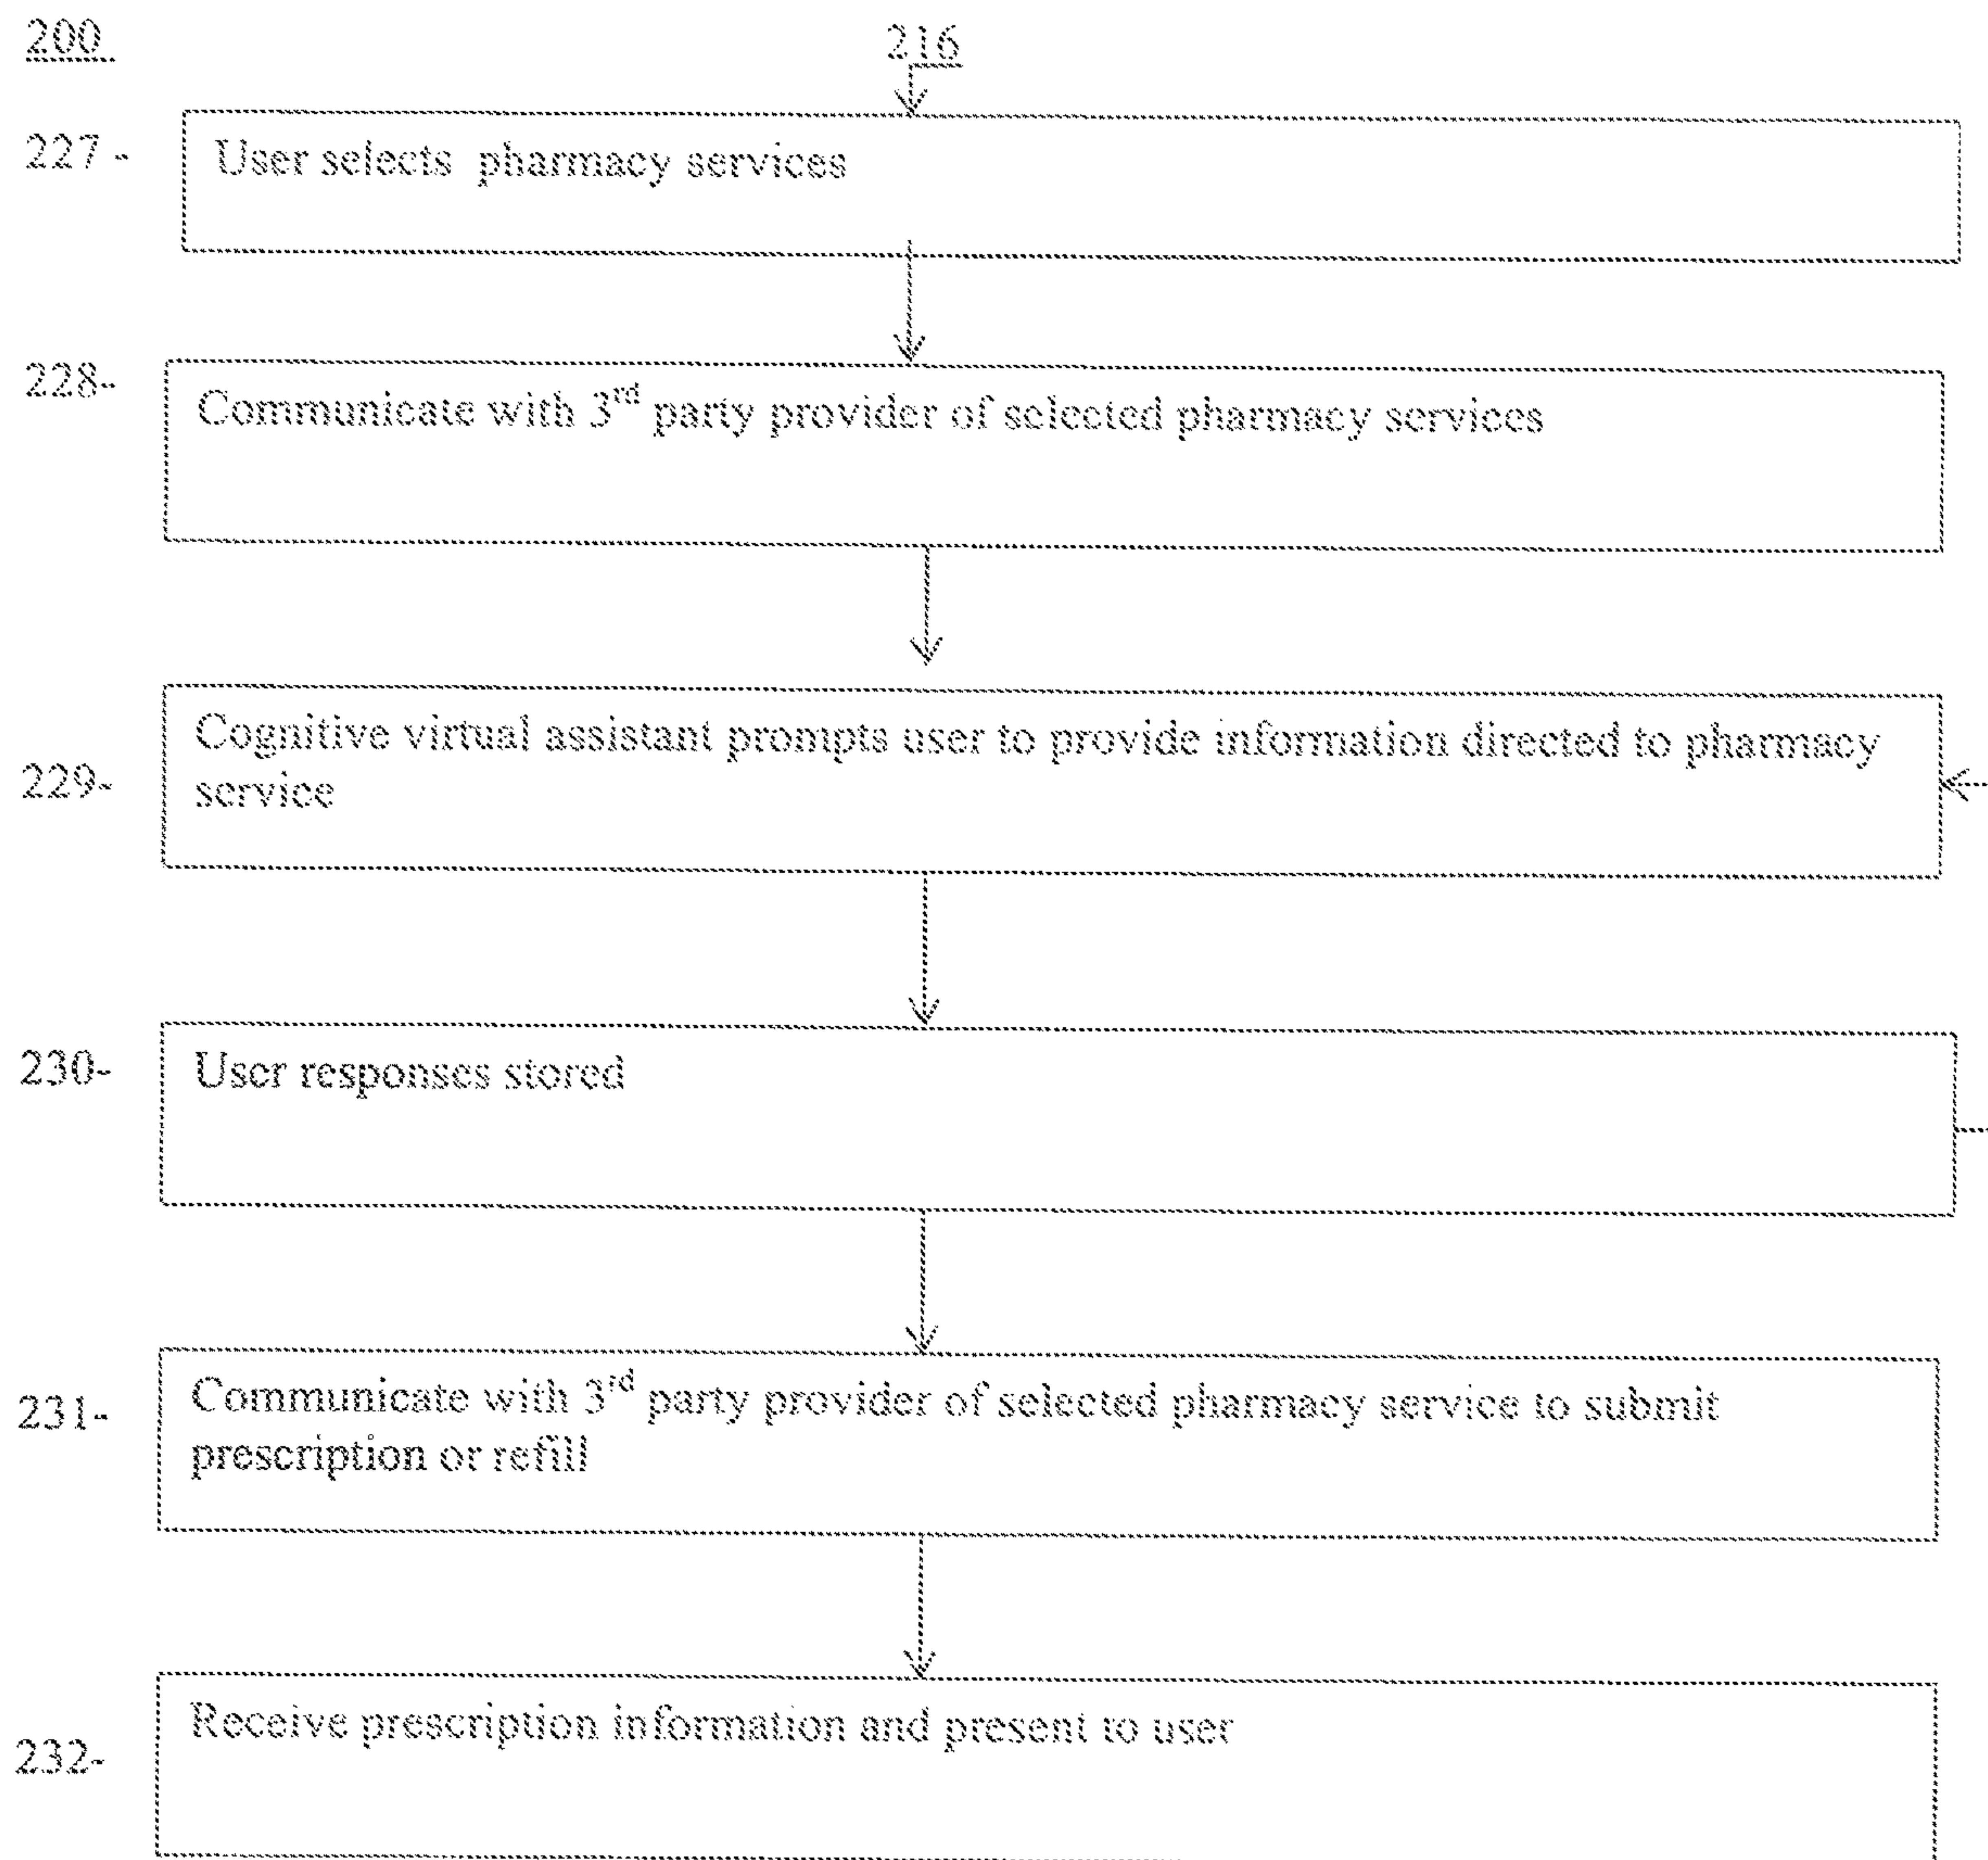 200
216
227 -
User selects pharmacy services
228-
Communicate with 3rd party provider of selected pharmacy services
229-
Cognitive virtual assistant prompts user to provide information directed to pharmacy
service
230-
User responses stored
231-
Communicate with 3rd party provider of selected pharmacy service to submit
prescription or refill
232-
Receive prescription information and present to user